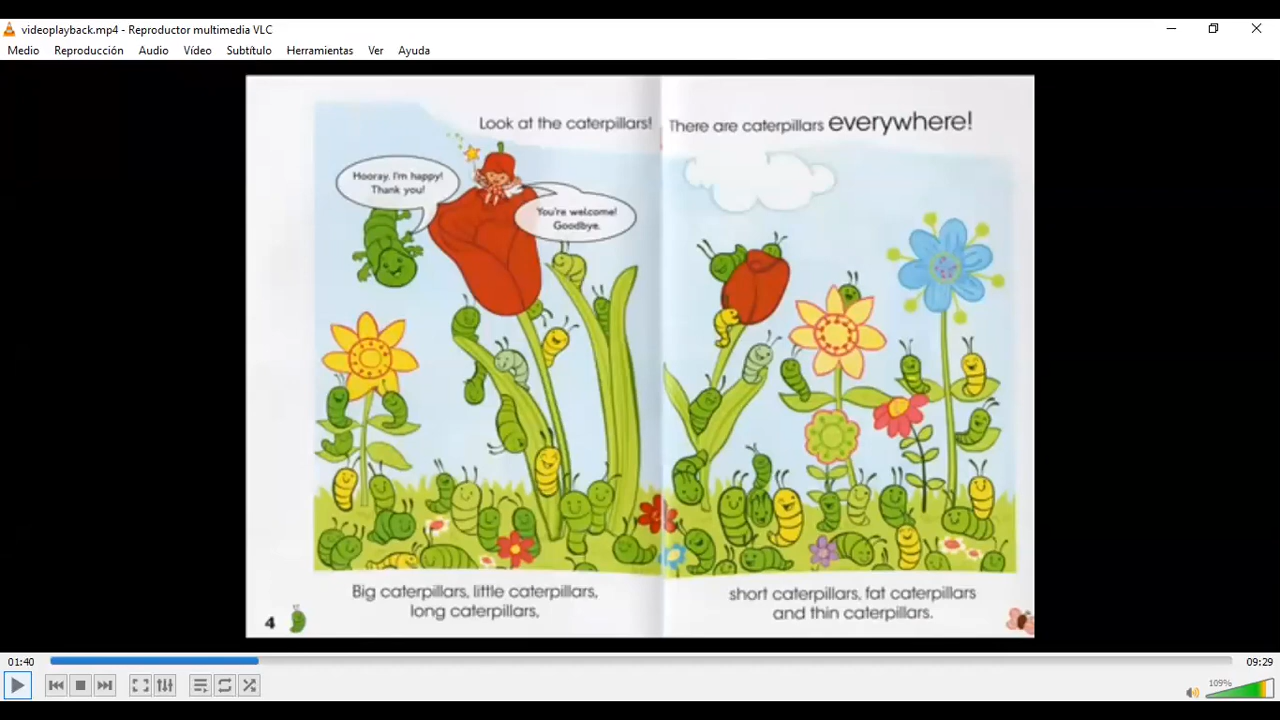 videoplayback.mp4 - Reproductor multimedia VLC
Medio Reproducción Audio Vídeo Subtítulo Herramientas Ver Ayuda
Look at the caterpillars!
Hooray, I'm happy!
Thank you!
You're welcome!
Goodbye.
Big caterpillars, little caterpillars,
long caterpillars,
4
There are caterpillars everywhere!
short caterpillars, fat caterpillars
and thin caterpillars.
01:40
09:29
109%